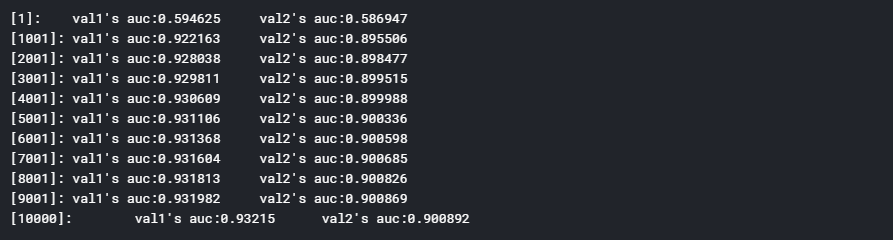 [1]: val1's auc:0.594625 val2's auc:0.586947
[1001]: val1's auc:0.922163 val2's auc:0.895506
[2001]: val1's auc:0.928038 val2's auc:0.898477
[3001]: val1's auc:0.929811 val2's auc:0.899515
[4001]: val1's auc:0.930609 val2's auc:0.899988
[5001]: val1's auc:0.931106 val2's auc:0.900336
[6001]: val1's auc:0.931368 val2's auc:0.900598
[7001]: val1's auc:0.931604 val2's auc:0.900685
[8001]: val1's auc:0.931813 val2's auc:0.900826
[9001]: val1's auc:0.931982 val2's auc:0.900869
[10000]: val1's auc:0.93215 val2's auc:0.900892